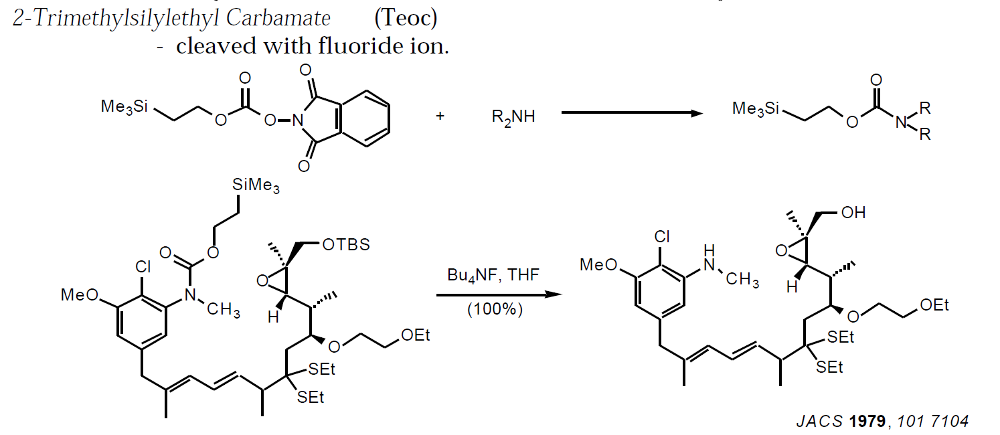 2-Trimethylsilylethyl Carbamate (Teoc)
- cleaved with fluoride ion.
Me3Si O O O N O O + R2NH Me3Si O O N R R
SiMe3
O O Cl MeO N CH3 OTBS O H O OEt SEt SEt
Bu4NF, THF
(100%)
Cl MeO H N CH3 OH O H O OEt SEt SEt
JACS 1979, 101 7104